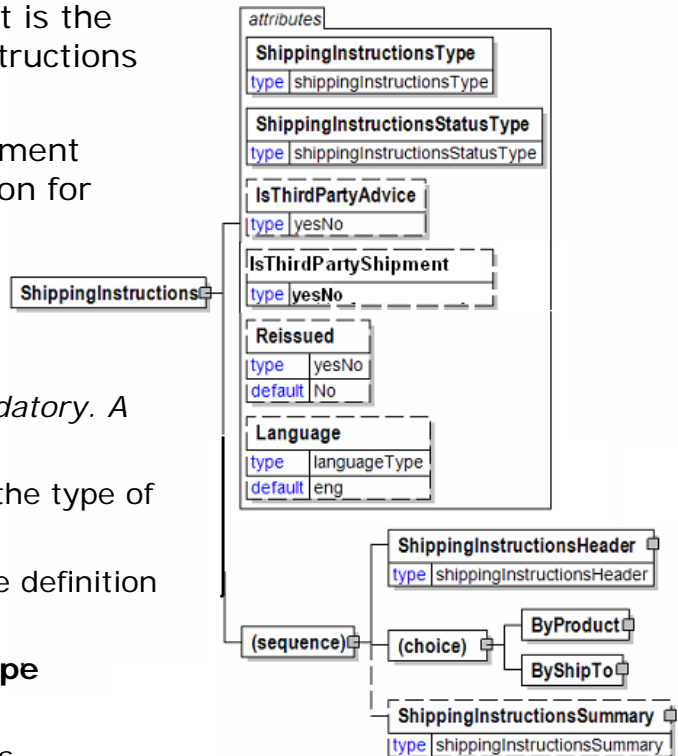 t is the
tructions
ment
on for
datory. A
the type of
e definition
pe
attributes
ShippingInstructionsType
type shippingInstructionsType
ShippingInstructionsStatusType
type shippingInstructionsStatusType
IsThirdPartyAdvice
type yesNo
IsThirdPartyShipment
type yesNo
ShippingInstructions
Reissued
type yesNo
default No
Language
type languageType
default eng
ShippingInstructionsHeader
type shippingInstructionsHeader
(sequence)
(choice)
ByProduct
ByShipTo
ShippingInstructionsSummary
type shippingInstructionsSummary